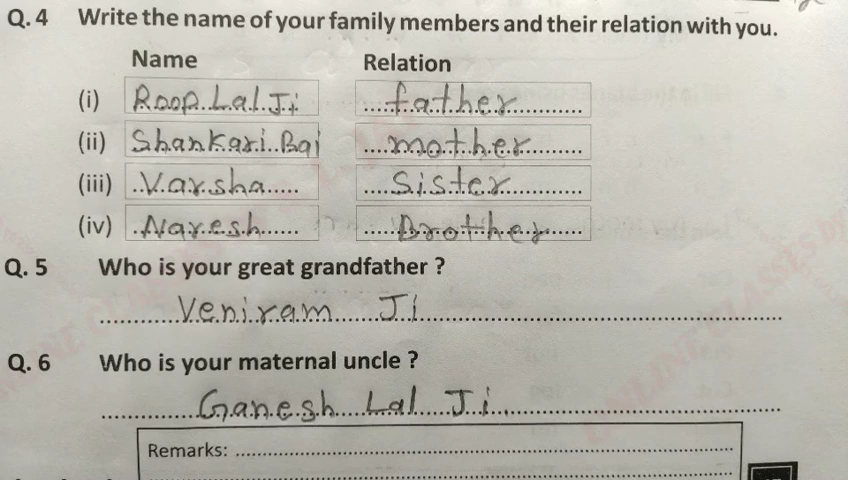 Q. 4 Write the name of your family members and their relation with you.
Name Relation
(i) Roop Lal Ji father
(ii) Shankari Bai mother
(iii) Varsha Sister
(iv) Naresh Brother
Q. 5 Who is your great grandfather ?
Veniram Ji
Q. 6 Who is your maternal uncle ?
Ganesh Lal Ji
Remarks: